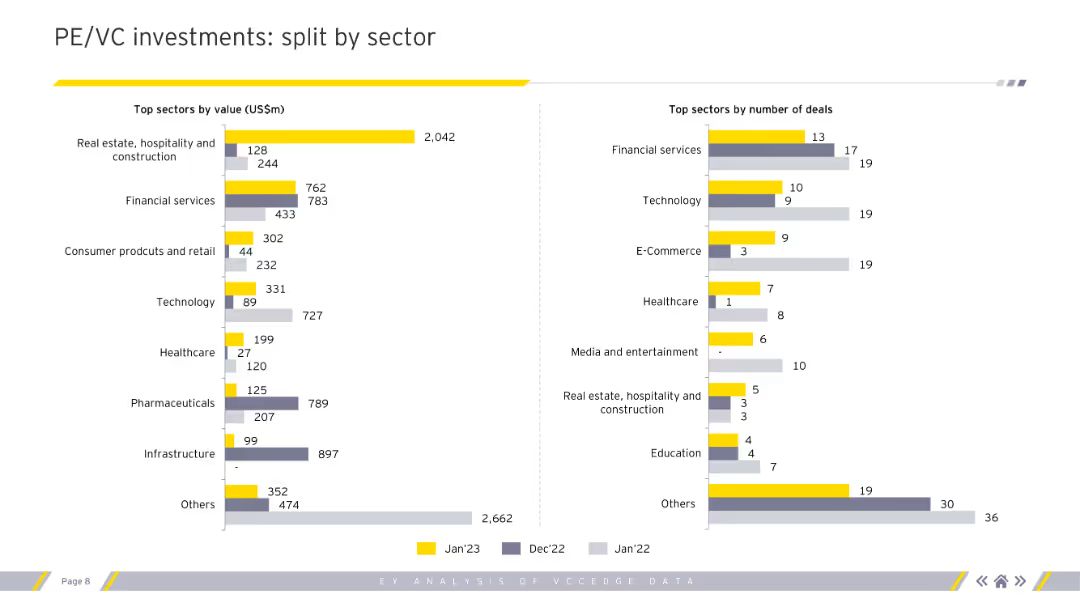 PE/VC investments: split by sector
Top sectors by value (US$m)
Real estate, hospitality and
construction
2,042
128
244
Financial services
762
783
433
Consumer prodcuts and retail
302
44
232
Technology
331
89
727
Healthcare
199
27
120
Pharmaceuticals
125
789
207
Infrastructure
99
897
-
Others
352
474
2,662
Top sectors by number of deals
Financial services
13
17
19
Technology
10
9
19
E-Commerce
9
3
19
Healthcare
7
1
8
Media and entertainment
6
-
10
Real estate, hospitality and
construction
5
3
3
Education
4
4
7
Others
19
30
36
Jan'23 Dec'22 Jan'22
Page 8
EY ANALYSIS OF VCCEDGE DATA